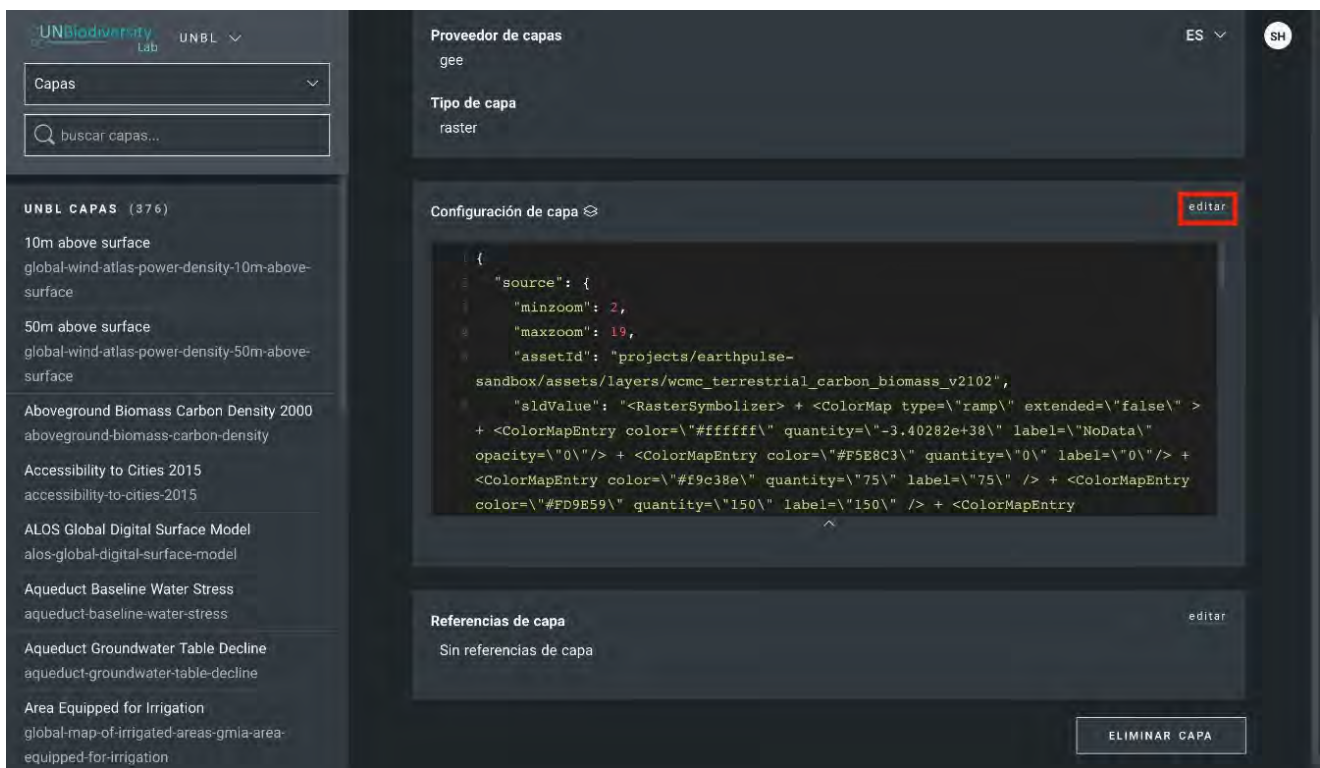 UNBiodiversity
Lab
UNBL
Capas
buscar capas...
UNBL CAPAS (376)
10m above surface
global-wind-atlas-power-density-10m-above-
surface
50m above surface
global-wind-atlas-power-density-50m-above-
surface
Aboveground Biomass Carbon Density 2000
aboveground-biomass-carbon-density
Accessibility to Cities 2015
accessibility-to-cities-2015
ALOS Global Digital Surface Model
alos-global-digital-surface-model
Aqueduct Baseline Water Stress
aqueduct-baseline-water-stress
Aqueduct Groundwater Table Decline
aqueduct-groundwater-table-decline
Area Equipped for Irrigation
global-map-of-irrigated-areas-gmia-area-
equipped-for-irrigation
Proveedor de capas
gee
Tipo de capa
raster
ES
SH
Configuración de capa
editar
{
"source": {
"minzoom": 2,
"maxzoom": 19,
"assetId": "projects/earthpulse-
sandbox/assets/layers/wcmc_terrestrial_carbon_biomass_v2102",
"sldValue": "<RasterSymbolizer> + <ColorMap type=\"ramp\" extended=\"false\" >
+ <ColorMapEntry color=\"#ffffff\" quantity=\"-3.40282e+38\" label=\"NoData\"
opacity=\"0\"/> + <ColorMapEntry color=\"#F5E8C3\" quantity=\"0\" label=\"0\"/> +
<ColorMapEntry color=\"#f9c38e\" quantity=\"75\" label=\"75\" /> + <ColorMapEntry
color=\"#FD9E59\" quantity=\"150\" label=\"150\" /> + <ColorMapEntry
Referencias de capa
editar
Sin referencias de capa
ELIMINAR CAPA